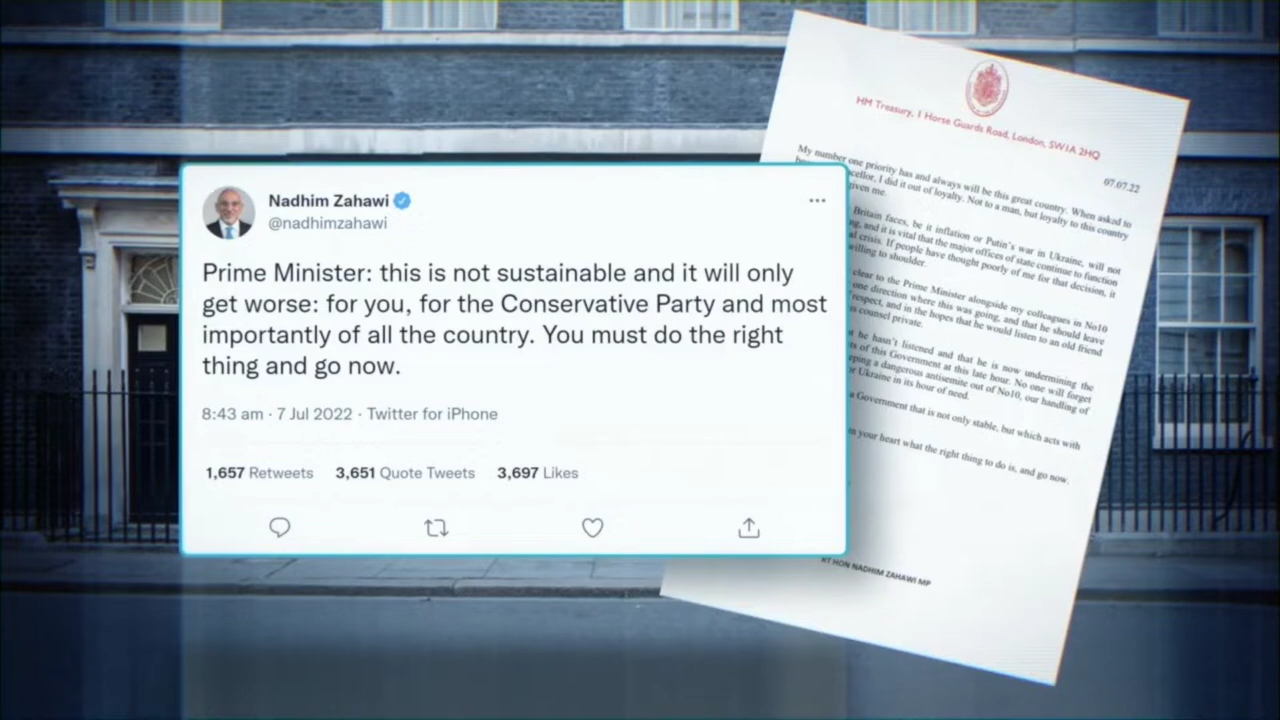 Nadhim Zahawi
@nadhimzahawi
Prime Minister: this is not sustainable and it will only
get worse: for you, for the Conservative Party and most
importantly of all the country. You must do the right
thing and go now.
8:43 am · 7 Jul 2022 · Twitter for iPhone
1,657 Retweets 3,651 Quote Tweets 3,697 Likes
HM Treasury, 1 Horse Guards Road, London, SW1A 2HQ
07.07.22
My number one priority has and always will be this great country. When asked to
I did it out of loyalty. Not to a man, but loyalty to this country
given me.
Britain faces, be it inflation or Putin's war in Ukraine, will not
and it is vital that the major offices of state continue to function
crisis. If people have thought poorly of me for that decision, it
willing to shoulder.
clear to the Prime Minister alongside my colleagues in No10
one direction where this was going, and that he should leave
respect, and in the hopes that he would listen to an old friend
counsel private.
he hasn't listened and that he is now undermining the
of this Government at this late hour. No one will forget
a dangerous antisemite out of No10, our handling of
Ukraine in its hour of need.
a Government that is not only stable, but which acts with
in your heart what the right thing to do is, and go now.
RT HON NADHIM ZAHAWI MP